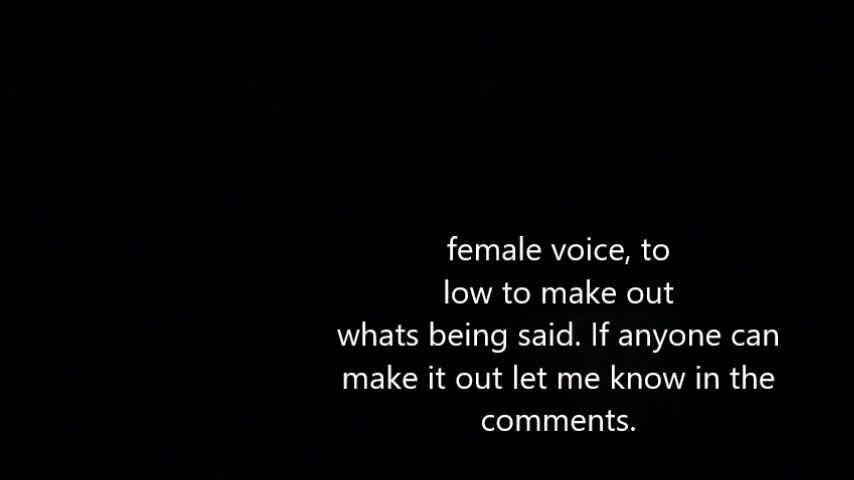 female voice, to
low to make out
whats being said. If anyone can
make it out let me know in the
comments.